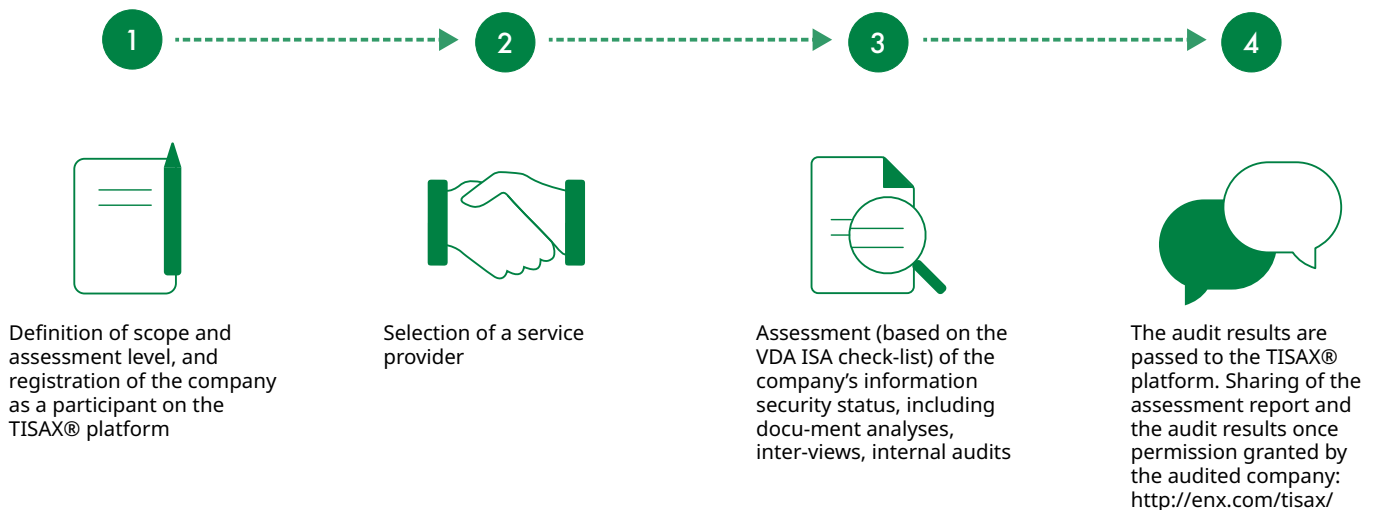 1
2
3
4
Definition of scope and
assessment level, and
registration of the company
as a participant on the
TISAX® platform
Selection of a service
provider
Assessment (based on the
VDA ISA check-list) of the
company’s information
security status, including
docu-ment analyses,
inter-views, internal audits
The audit results are
passed to the TISAX®
platform. Sharing of the
assessment report and
the audit results once
permission granted by
the audited company:
http://enx.com/tisax/